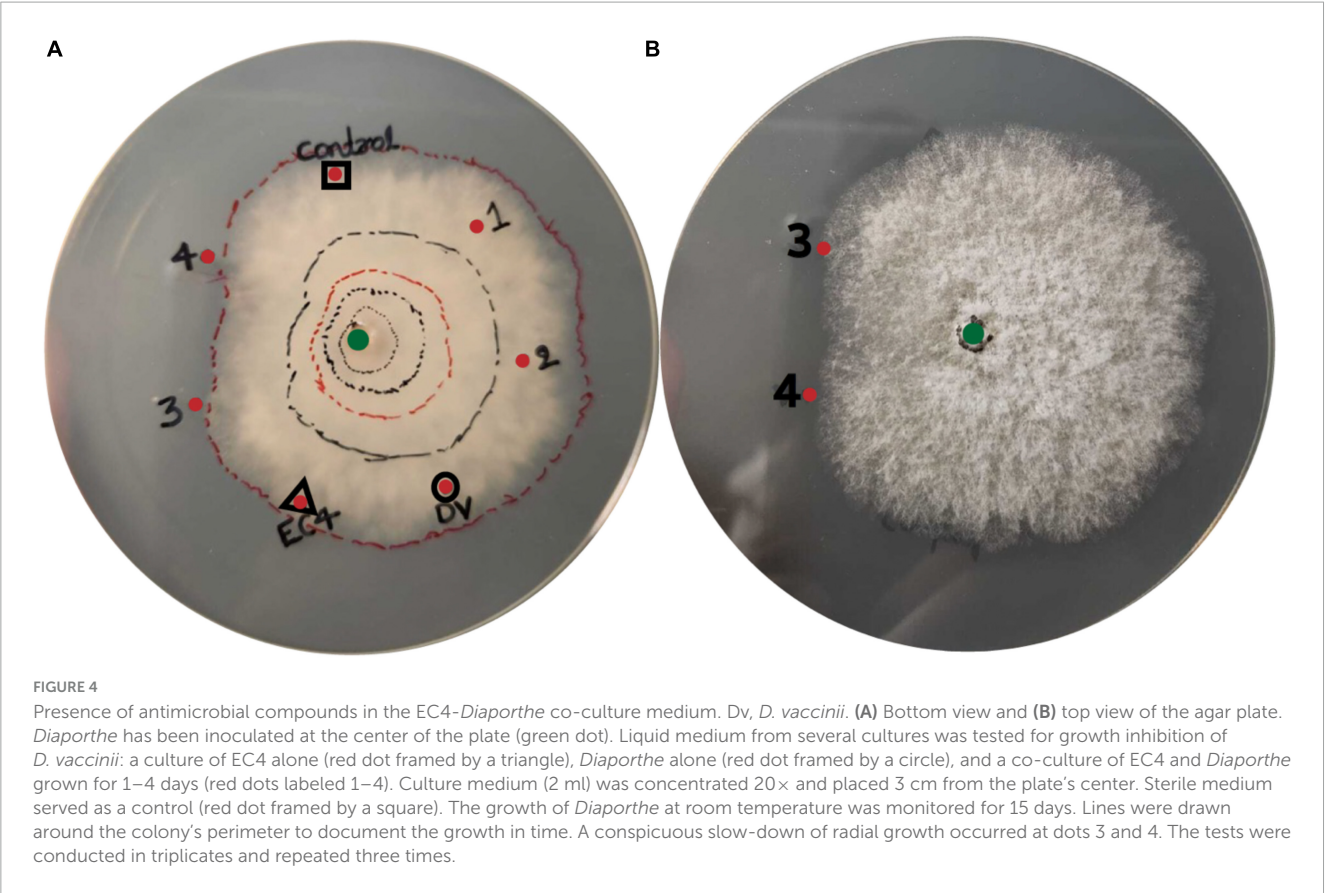 A
B
Control
1
4
3
2
3
4
EC4
DV
FIGURE 4
Presence of antimicrobial compounds in the EC4-Diaporthe co-culture medium. Dv, D. vaccinii. (A) Bottom view and (B) top view of the agar plate.
Diaporthe has been inoculated at the center of the plate (green dot). Liquid medium from several cultures was tested for growth inhibition of
D. vaccinii: a culture of EC4 alone (red dot framed by a triangle), Diaporthe alone (red dot framed by a circle), and a co-culture of EC4 and Diaporthe
grown for 1–4 days (red dots labeled 1–4). Culture medium (2 ml) was concentrated 20× and placed 3 cm from the plate's center. Sterile medium
served as a control (red dot framed by a square). The growth of Diaporthe at room temperature was monitored for 15 days. Lines were drawn
around the colony's perimeter to document the growth in time. A conspicuous slow-down of radial growth occurred at dots 3 and 4. The tests were
conducted in triplicates and repeated three times.